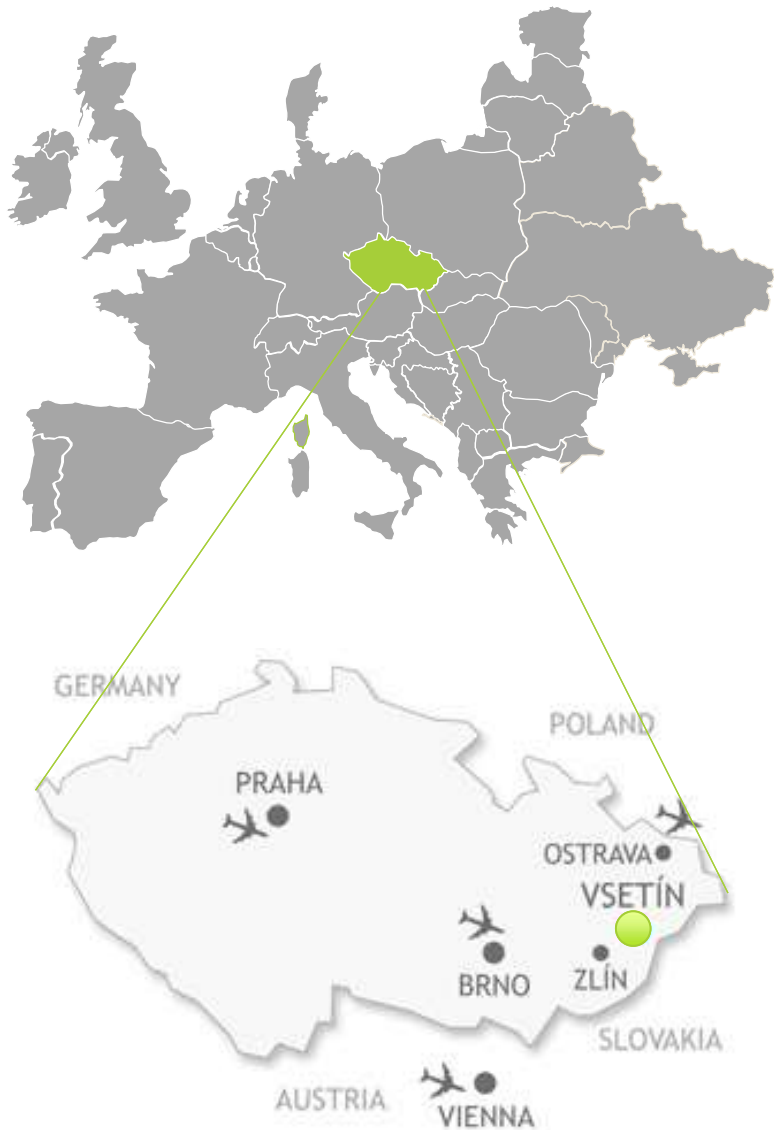 GERMANY
POLAND
PRAHA
OSTRAVA
VSETÍN
BRNO
ZLÍN
SLOVAKIA
AUSTRIA
VIENNA